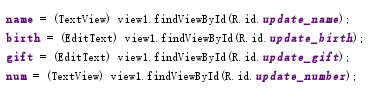 name = (TextView) view1.findViewById(R.id.update_name);
birth = (EditText) view1.findViewById(R.id.update_birth);
gift = (EditText) view1.findViewById(R.id.update_gift);
num = (TextView) view1.findViewById(R.id.update_number);